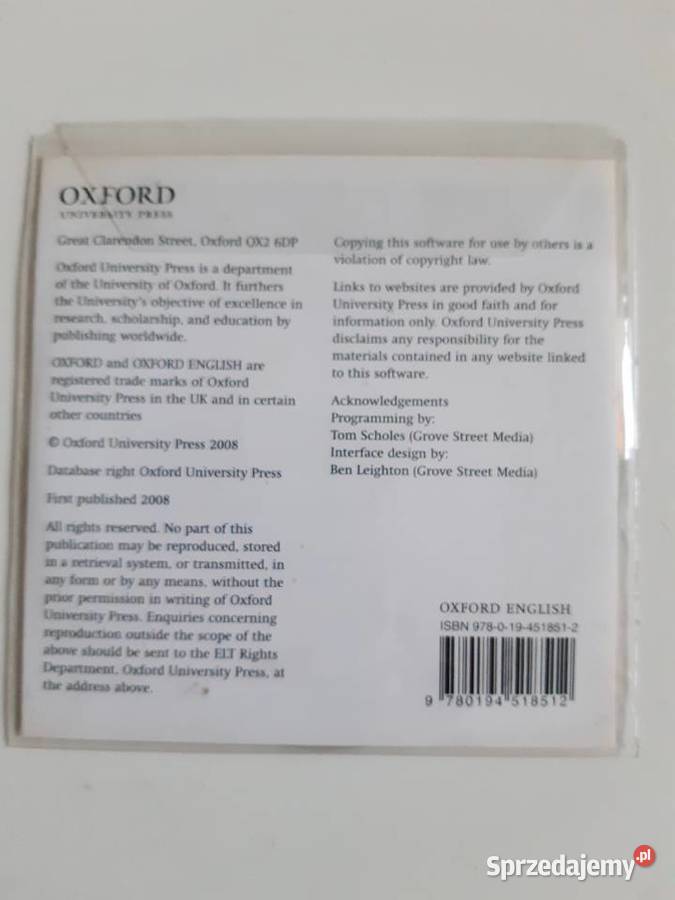 OXFORD
UNIVERSITY PRESS
Great Clarendon Street, Oxford OX2 6DP
Oxford University Press is a department
of the University of Oxford. It furthers
the University's objective of excellence in
research, scholarship, and education by
publishing worldwide.
OXFORD and OXFORD ENGLISH are
registered trade marks of Oxford
University Press in the UK and in certain
other countries
© Oxford University Press 2008
Database right Oxford University Press
First published 2008
All rights reserved. No part of this
publication may be reproduced, stored
in a retrieval system, or transmitted, in
any form or by any means, without the
prior permission in writing of Oxford
University Press. Enquiries concerning
reproduction outside the scope of the
above should be sent to the ELT Rights
Department, Oxford University Press, at
the address above.
Copying this software for use by others is a
violation of copyright law.
Links to websites are provided by Oxford
University Press in good faith and for
information only. Oxford University Press
disclaims any responsibility for the
materials contained in any website linked
to this software.
Acknowledgements
Programming by:
Tom Scholes (Grove Street Media)
Interface design by:
Ben Leighton (Grove Street Media)
OXFORD ENGLISH
ISBN 978-0-19-451851-2
9 780194 518512
Sprzedajemy.pl